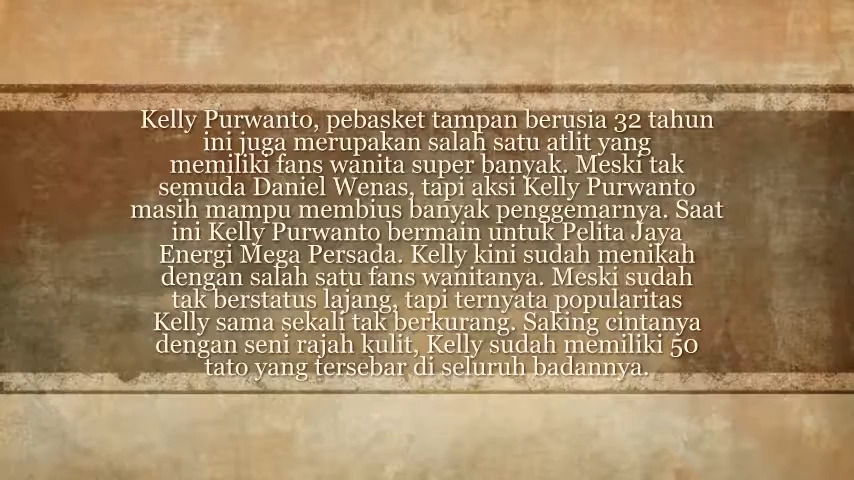 Kelly Purwanto, pebasket tampan berusia 32 tahun
ini juga merupakan salah satu atlit yang
memiliki fans wanita super banyak. Meski tak
semuda Daniel Wenas, tapi aksi Kelly Purwanto
masih mampu membius banyak penggemarnya. Saat
ini Kelly Purwanto bermain untuk Pelita Jaya
Energi Mega Persada. Kelly kini sudah menikah
dengan salah satu fans wanitanya. Meski sudah
tak berstatus lajang, tapi ternyata popularitas
Kelly sama sekali tak berkurang. Saking cintanya
dengan seni rajah kulit, Kelly sudah memiliki 50
tato yang tersebar di seluruh badannya.